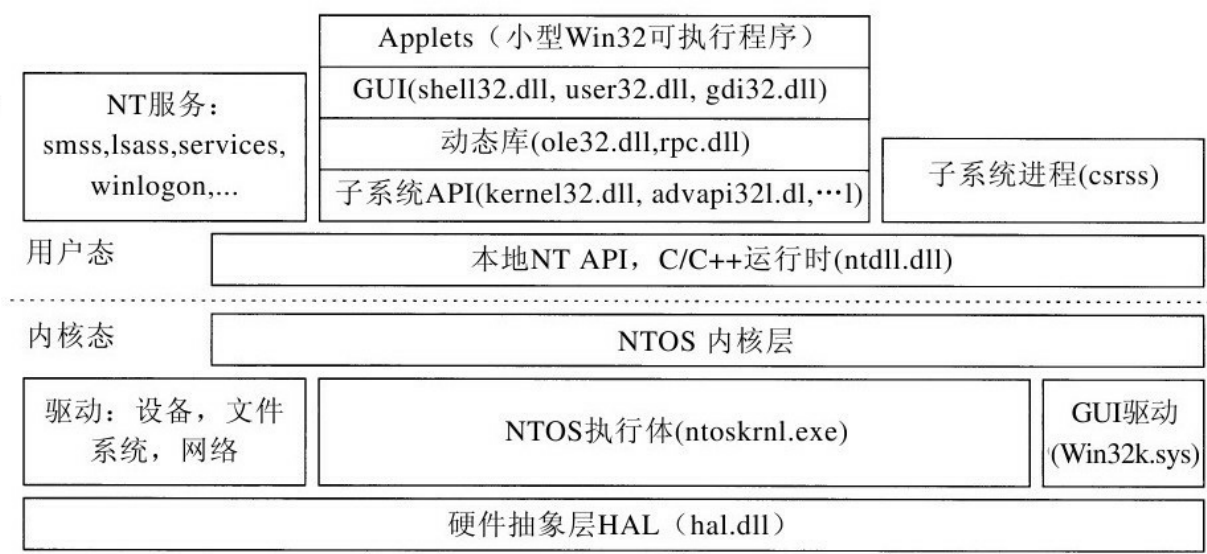 Applets（小型Win32可执行程序）
NT服务：
smss,lsass,services,
winlogon,...
GUI(shell32.dll, user32.dll, gdi32.dll)
动态库(ole32.dll,rpc.dll)
子系统API(kernel32.dll, advapi32l.dl,…l)
子系统进程(csrss)
用户态
本地NT API，C/C++运行时(ntdll.dll)
内核态
NTOS 内核层
驱动：设备，文件
系统，网络
NTOS执行体(ntoskrnl.exe)
GUI驱动
(Win32k.sys)
硬件抽象层HAL（hal.dll）